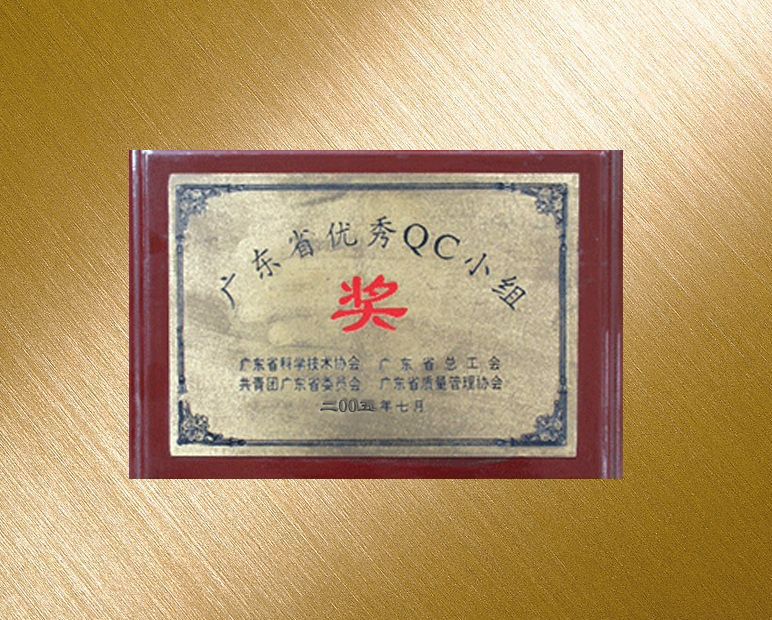 广东省优秀QC小组
奖
广东省科学技术协会 广东省总工会
共青团广东省委员会 广东省质量管理协会
二00五年七月